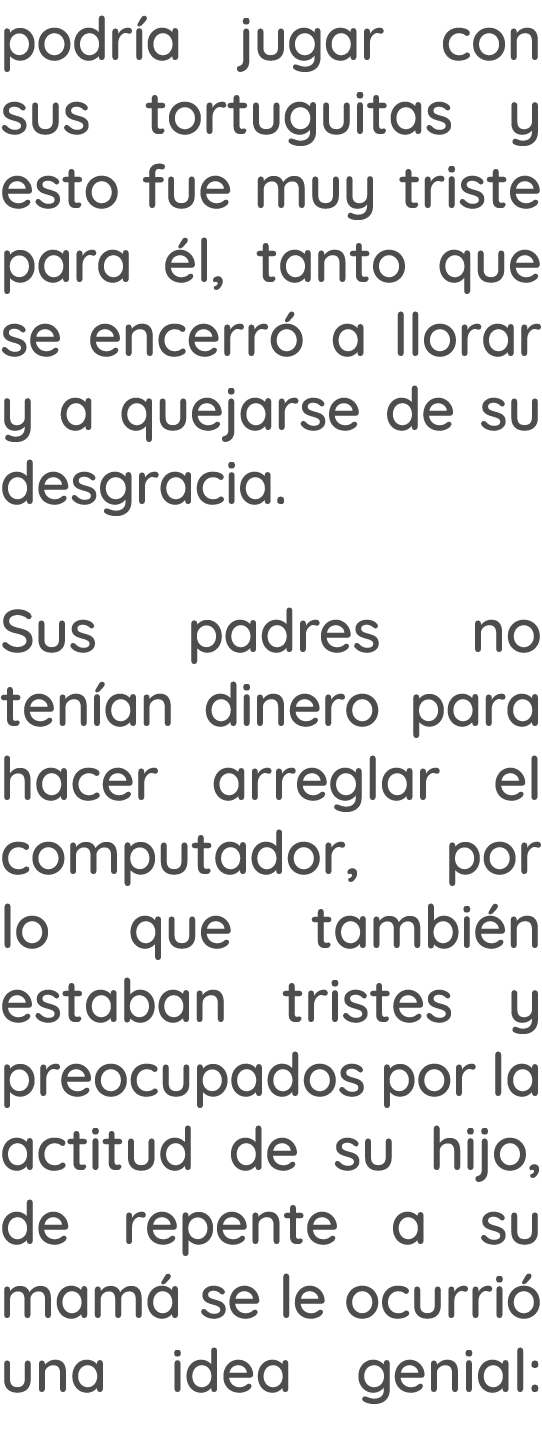 podría jugar con
sus tortuguitas y
esto fue muy triste
para él, tanto que
se encerró a llorar
y a quejarse de su
desgracia.
Sus padres no
tenían dinero para
hacer arreglar el
computador, por
lo que también
estaban tristes y
preocupados por la
actitud de su hijo,
de repente a su
mamá se le ocurrió
una idea genial: